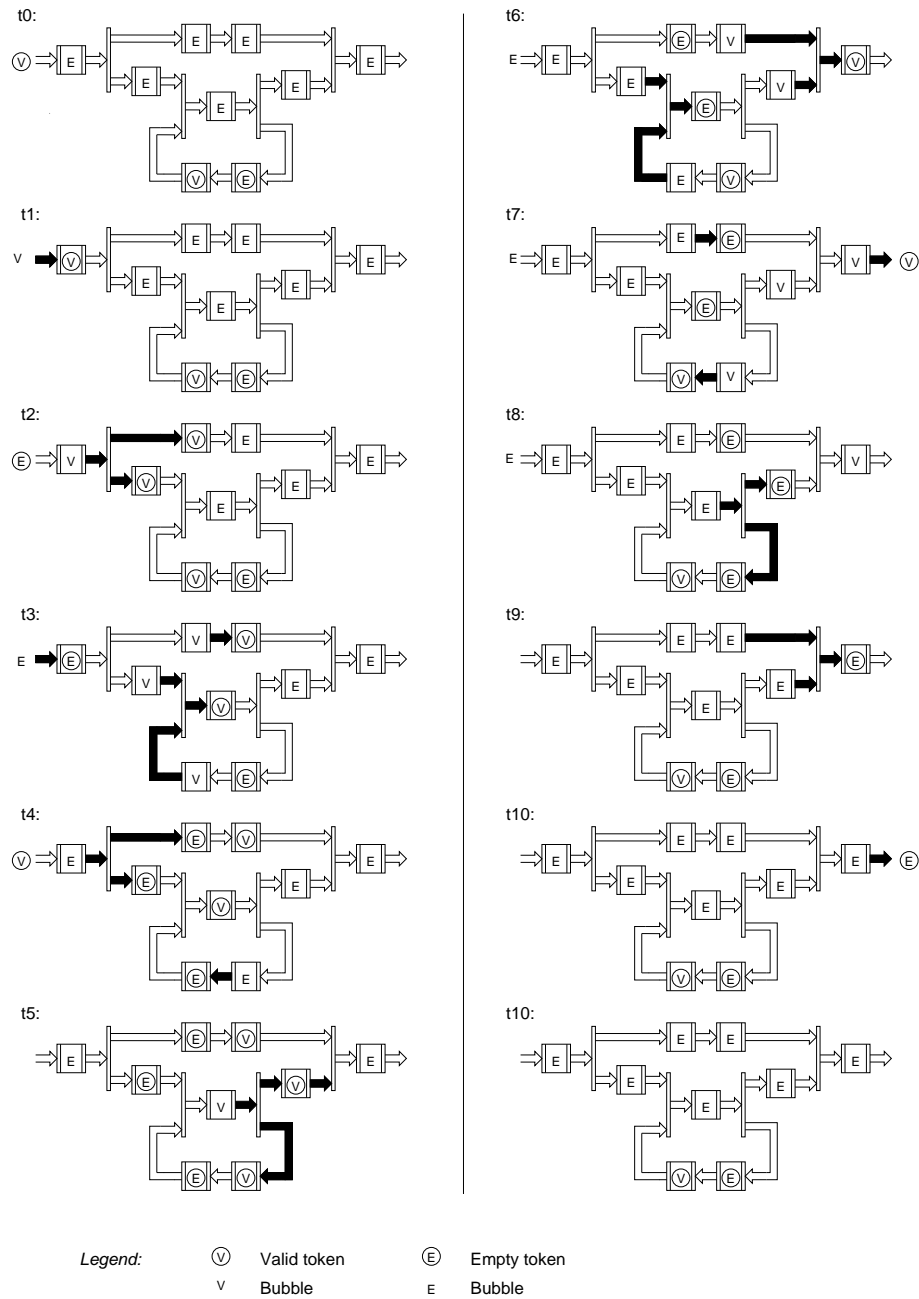 t0:
E E
V E E
E E
E
V E
t1:
E E
V V E
E E
E
V E
t2:
V E
E V E
V E
E
V E
t3:
V V
E E E
V E
V
V E
t4:
E V
V E E
E E
V
E E
t5:
E V
E E
E V
V
E V
t6:
E V
E E V
E V
E
E V
t7:
E E
E E V V
E V
E
V V
t8:
E E
E E V
E E
E
V E
t9:
E E
E E
E E
E
V E
t10:
E E
E E E
E E
E
V E
t10:
E E
E E
E E
E
V E
Legend: V Valid token E Empty token
V Bubble E Bubble